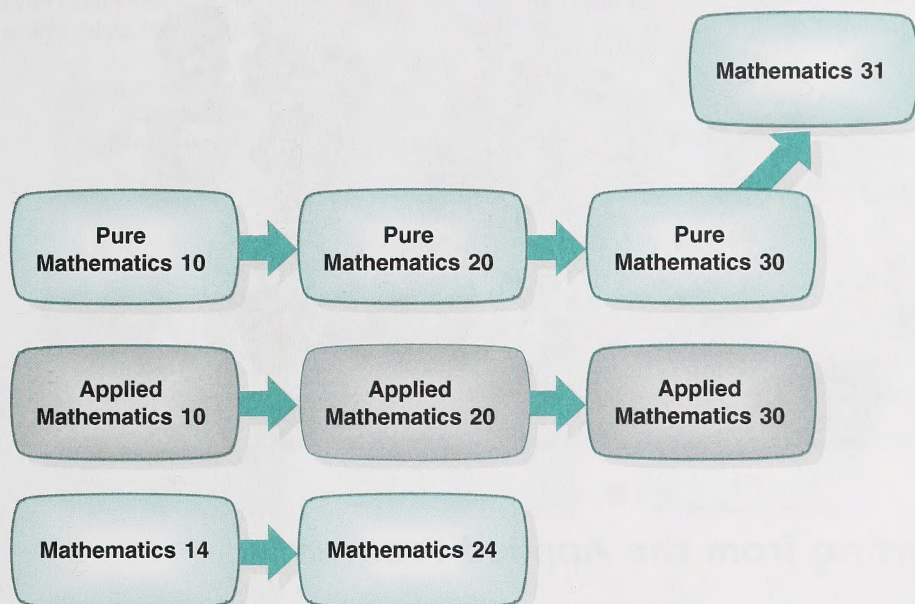 Mathematics 31
Pure
Mathematics 10
Pure
Mathematics 20
Pure
Mathematics 30
Applied
Mathematics 10
Applied
Mathematics 20
Applied
Mathematics 30
Mathematics 14
Mathematics 24